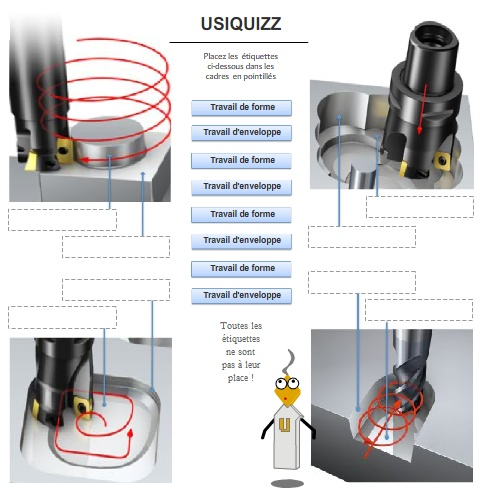 USIQUIZZ
Placez les étiquettes
ci-dessous dans les
cadres en pointillés
Travail de forme
Travail d'enveloppe
Travail de forme
Travail d'enveloppe
Travail de forme
Travail d'enveloppe
Travail de forme
Travail d'enveloppe
Toutes les
étiquettes
ne sont
pas à leur
place !
U